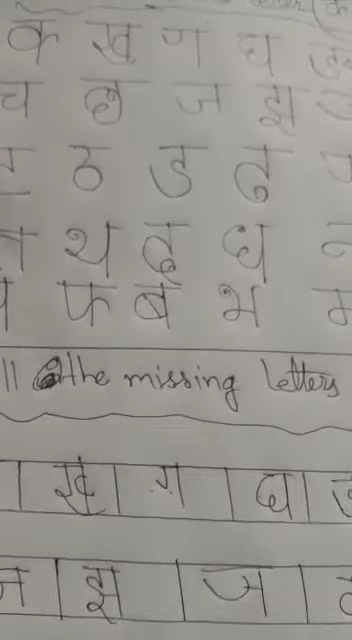 क ख ग घ
च छ ज झ
ठ ड ढ
थ द ध न
फ ब भ म
the missing Letters
ख ग घ
झ